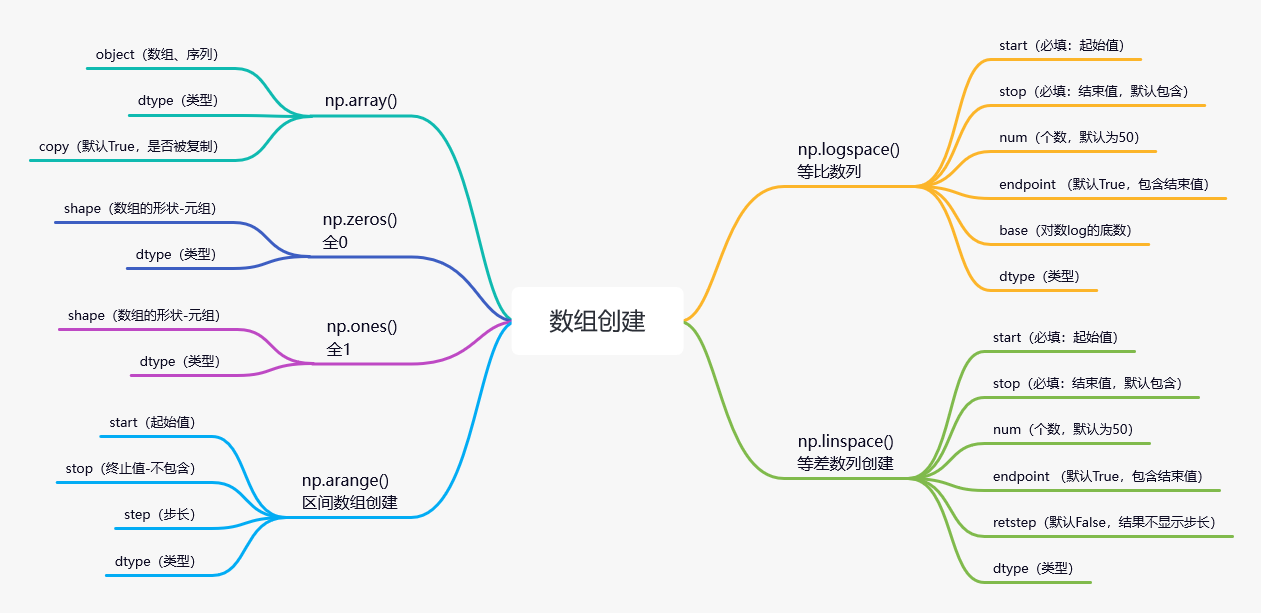 数组创建
np.array()
object（数组、序列）
dtype（类型）
copy（默认True，是否被复制）
np.zeros()
全0
shape（数组的形状-元组）
dtype（类型）
np.ones()
全1
shape（数组的形状-元组）
dtype（类型）
np.arange()
区间数组创建
start（起始值）
stop（终止值-不包含）
step（步长）
dtype（类型）
np.logspace()
等比数列
start（必填：起始值）
stop（必填：结束值，默认包含）
num（个数，默认为50）
endpoint （默认True，包含结束值）
base（对数log的底数）
dtype（类型）
np.linspace()
等差数列创建
start（必填：起始值）
stop（必填：结束值，默认包含）
num（个数，默认为50）
endpoint （默认True，包含结束值）
retstep（默认False，结果不显示步长）
dtype（类型）